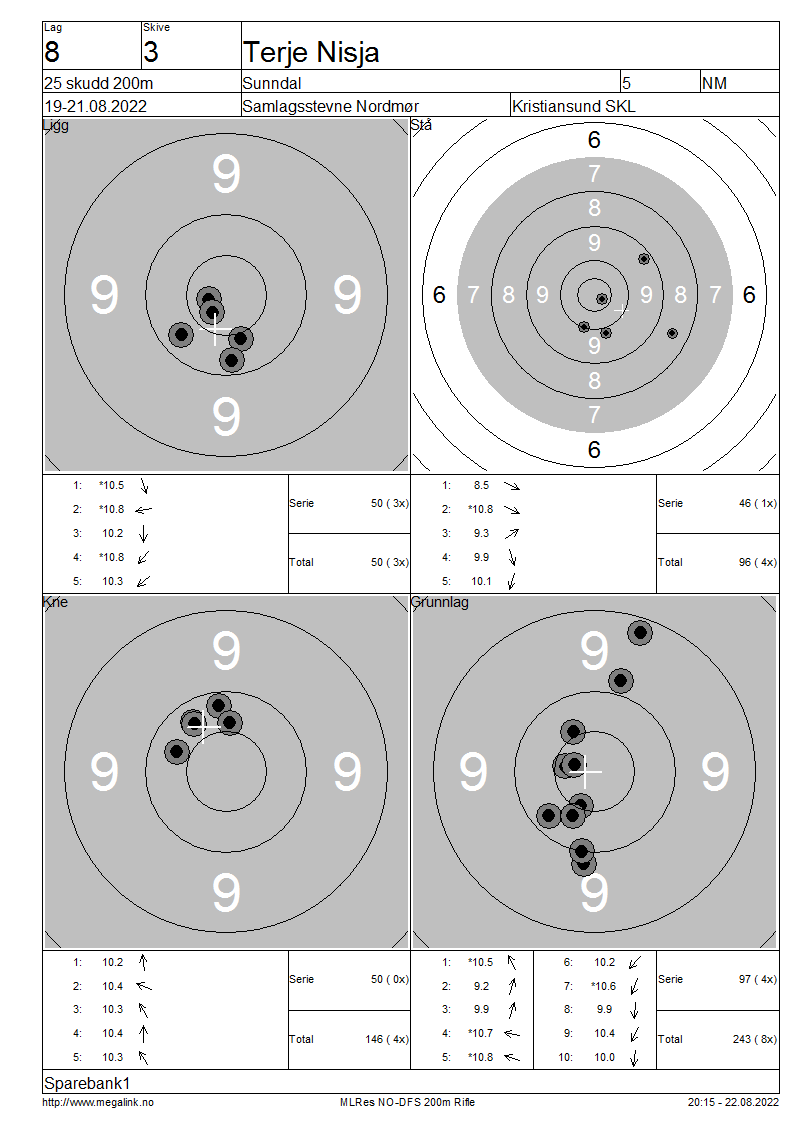 Lag Skive
8 3 Terje Nisja
25 skudd 200m Sunndal 5 NM
19-21.08.2022 Samlagsstevne Nordmør Kristiansund SKL
Ligg
9
9 9
9
Stå
6
7
8
9
6 7 8 9 9 8 7 6
9
8
7
6
1: *10.5
2: *10.8
3: 10.2
4: *10.8
5: 10.3
Serie 50 ( 3x)
Total 50 ( 3x)
1: 8.5
2: *10.8
3: 9.3
4: 9.9
5: 10.1
Serie 46 ( 1x)
Total 96 ( 4x)
Kne
9
9 9
9
Grunnlag
9
9 9
9
1: 10.2
2: 10.4
3: 10.3
4: 10.4
5: 10.3
Serie 50 ( 0x)
Total 146 ( 4x)
1: *10.5
2: 9.2
3: 9.9
4: *10.7
5: *10.8
6: 10.2
7: *10.6
8: 9.9
9: 10.4
10: 10.0
Serie 97 ( 4x)
Total 243 ( 8x)
Sparebank1
http://www.megalink.no MLRes NO-DFS 200m Rifle 20:15 - 22.08.2022